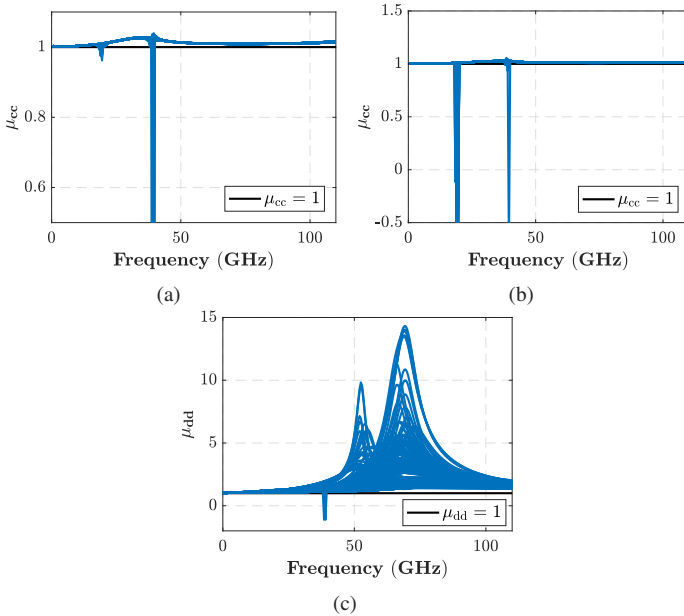 1
0.8
0.6
μcc
μcc = 1
0 50 100
Frequency (GHz)
(a)
1.5
1
0.5
0
-0.5
μcc
μcc = 1
0 50 100
Frequency (GHz)
(b)
15
10
5
0
μdd
μdd = 1
0 50 100
Frequency (GHz)
(c)